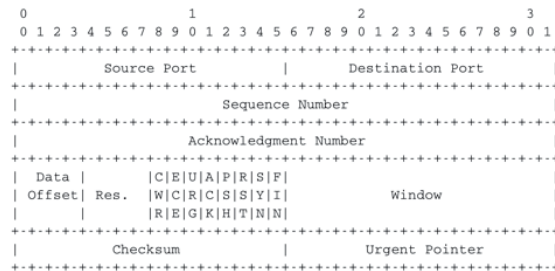 0                   1                   2                   3
0 1 2 3 4 5 6 7 8 9 0 1 2 3 4 5 6 7 8 9 0 1 2 3 4 5 6 7 8 9 0 1
+-+-+-+-+-+-+-+-+-+-+-+-+-+-+-+-+-+-+-+-+-+-+-+-+-+-+-+-+-+-+-+-
|          Source Port          |       Destination Port
+-+-+-+-+-+-+-+-+-+-+-+-+-+-+-+-+-+-+-+-+-+-+-+-+-+-+-+-+-+-+-+-
|                        Sequence Number
+-+-+-+-+-+-+-+-+-+-+-+-+-+-+-+-+-+-+-+-+-+-+-+-+-+-+-+-+-+-+-+-
|                    Acknowledgment Number
+-+-+-+-+-+-+-+-+-+-+-+-+-+-+-+-+-+-+-+-+-+-+-+-+-+-+-+-+-+-+-+-
|  Data |       |C|E|U|A|P|R|S|F|
| Offset| Res.  |W|C|R|C|S|S|Y|I|            Window
|       |       |R|E|G|K|H|T|N|N|
+-+-+-+-+-+-+-+-+-+-+-+-+-+-+-+-+-+-+-+-+-+-+-+-+-+-+-+-+-+-+-+-
|           Checksum            |         Urgent Pointer
+-+-+-+-+-+-+-+-+-+-+-+-+-+-+-+-+-+-+-+-+-+-+-+-+-+-+-+-+-+-+-+-